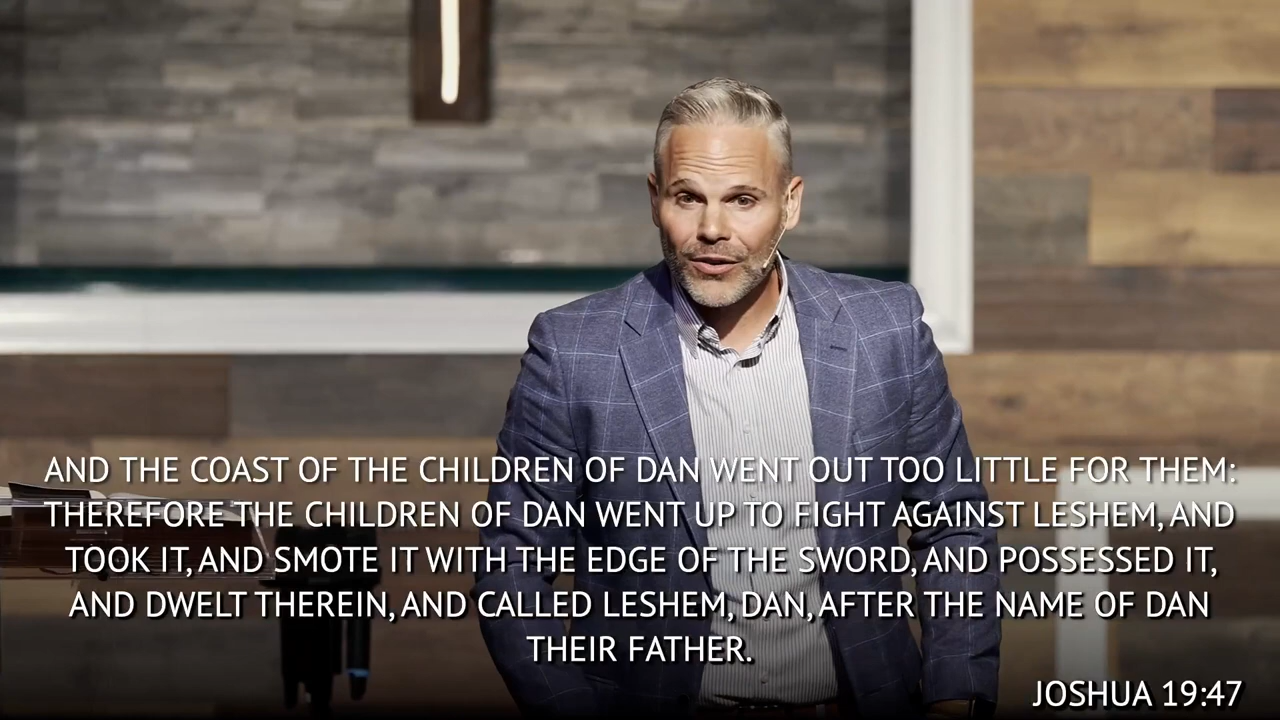 AND THE COAST OF THE CHILDREN OF DAN WENT OUT TOO LITTLE FOR THEM:
THEREFORE THE CHILDREN OF DAN WENT UP TO FIGHT AGAINST LESHEM, AND
TOOK IT, AND SMOTE IT WITH THE EDGE OF THE SWORD, AND POSSESSED IT,
AND DWELT THEREIN, AND CALLED LESHEM, DAN, AFTER THE NAME OF DAN
THEIR FATHER.
JOSHUA 19:47